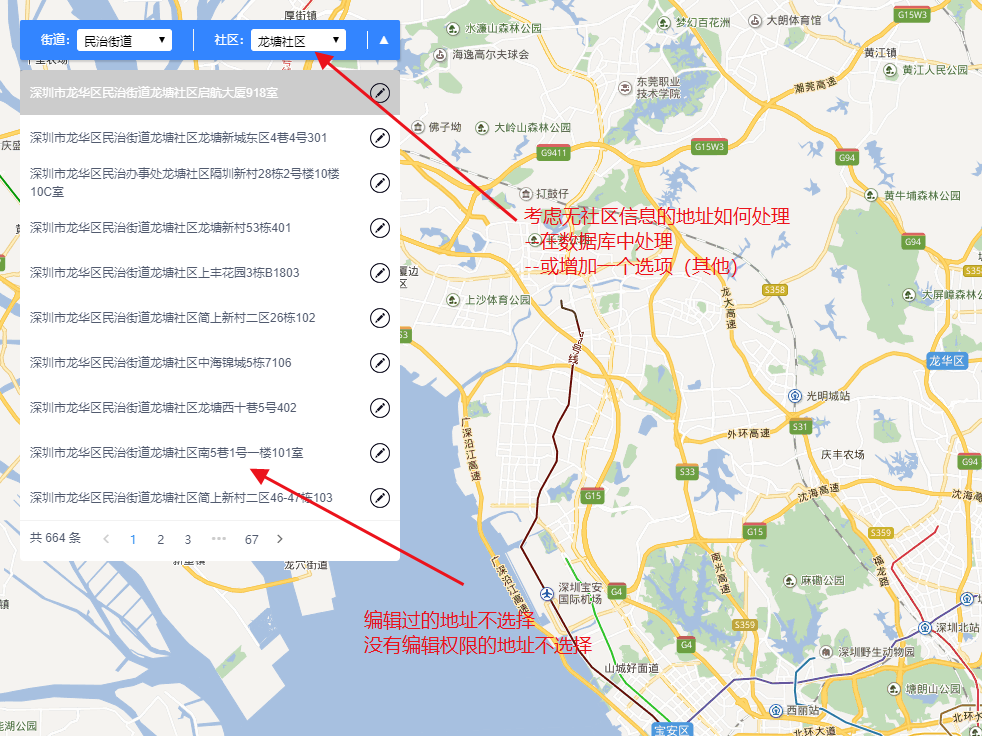 街道： 民治街道 社区： 龙塘社区
深圳市龙华区民治街道龙塘社区启航大厦918室
深圳市龙华区民治街道龙塘社区龙塘新城东区4巷4号301
深圳市龙华区民治办事处龙塘社区隔圳新村28栋2号楼10楼
10C室
深圳市龙华区民治街道龙塘社区龙塘新村53栋401
深圳市龙华区民治街道龙塘社区上丰花园3栋B1803
深圳市龙华区民治街道龙塘社区简上新村二区26栋102
深圳市龙华区民治街道龙塘社区中海锦城5栋7106
深圳市龙华区民治街道龙塘社区龙塘西十巷5号402
深圳市龙华区民治街道龙塘社区南5巷1号一楼101室
深圳市龙华区民治街道龙塘社区简上新村二区46-47栋103
共 664 条 1 2 3 67
考虑无社区信息的地址如何处理
--在数据库中处理
--或增加一个选项（其他）
编辑过的地址不选择
没有编辑权限的地址不选择
厚街镇
水濂山森林公园
梦幻百花洲
大朗体育馆
G15W3
海逸高尔夫球会
黄江镇
黄江人民公园
东莞职业
技术学院
潮莞高速
佛子坳
大岭山森林公园
G9411
G15W3
G94
黄牛埔森林公园
G94
上沙体育公园
龙大高速
S358
S358
大屏嶂森林公
龙华区
光明城站
外环高速
S31
庆丰农场
广深沿江高速
S33
G94
G15
沈海高速
沈海高
G15
S359
福龙路
龙穴街道
广深沿江高速
深圳宝安
国际机场
G4
南光高速
麻磡公园
S359
深圳北站
G4
深圳野生动物园
山城好面道
塘朗山公园
西丽站
宝安区
北环大道
北环大
能湖公园